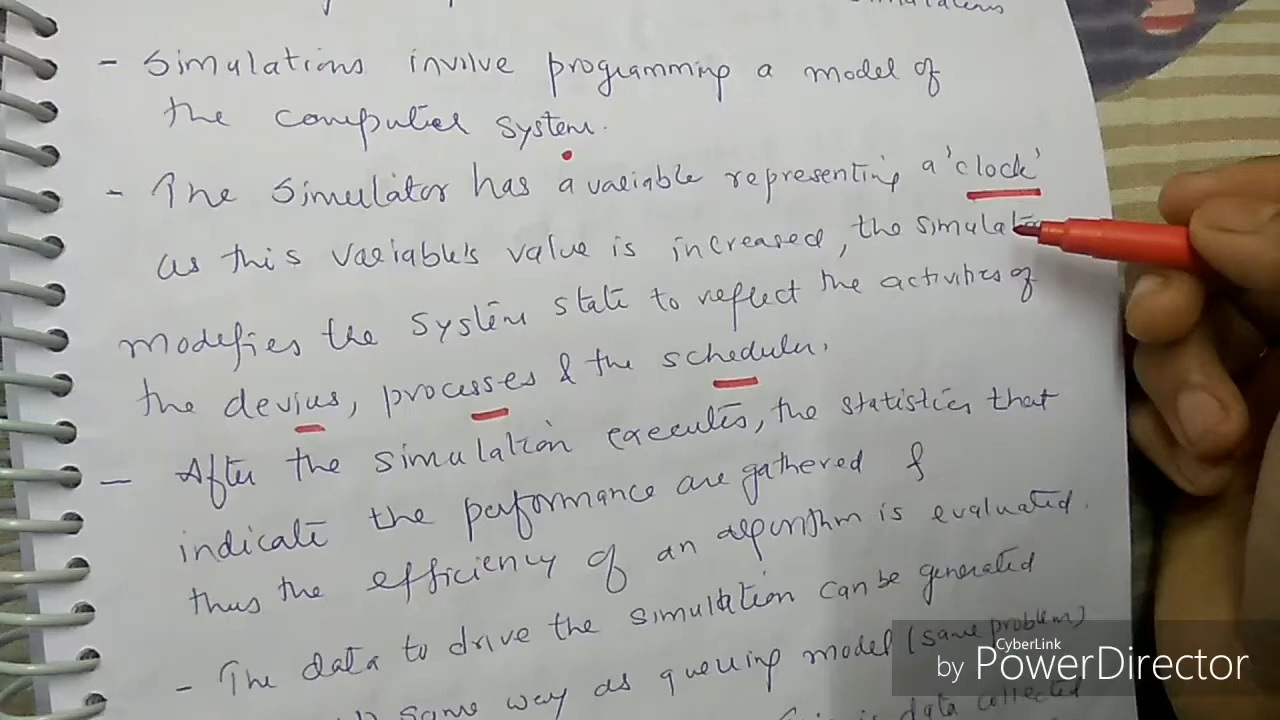 - Simulations involve programming a model of
the computer system.
- The simulator has a variable representing a 'clock'
as this variable's value is increased, the simulator
modifies the system state to reflect the activities of
the devices, processes & the scheduler.
- After the simulation executes, the statistics that
indicate the performance are gathered &
thus the efficiency of an algorithm is evaluated.
- The data to drive the simulation can be generated
same way as queuing model (same problem)
data collected
CyberLink
by PowerDirector